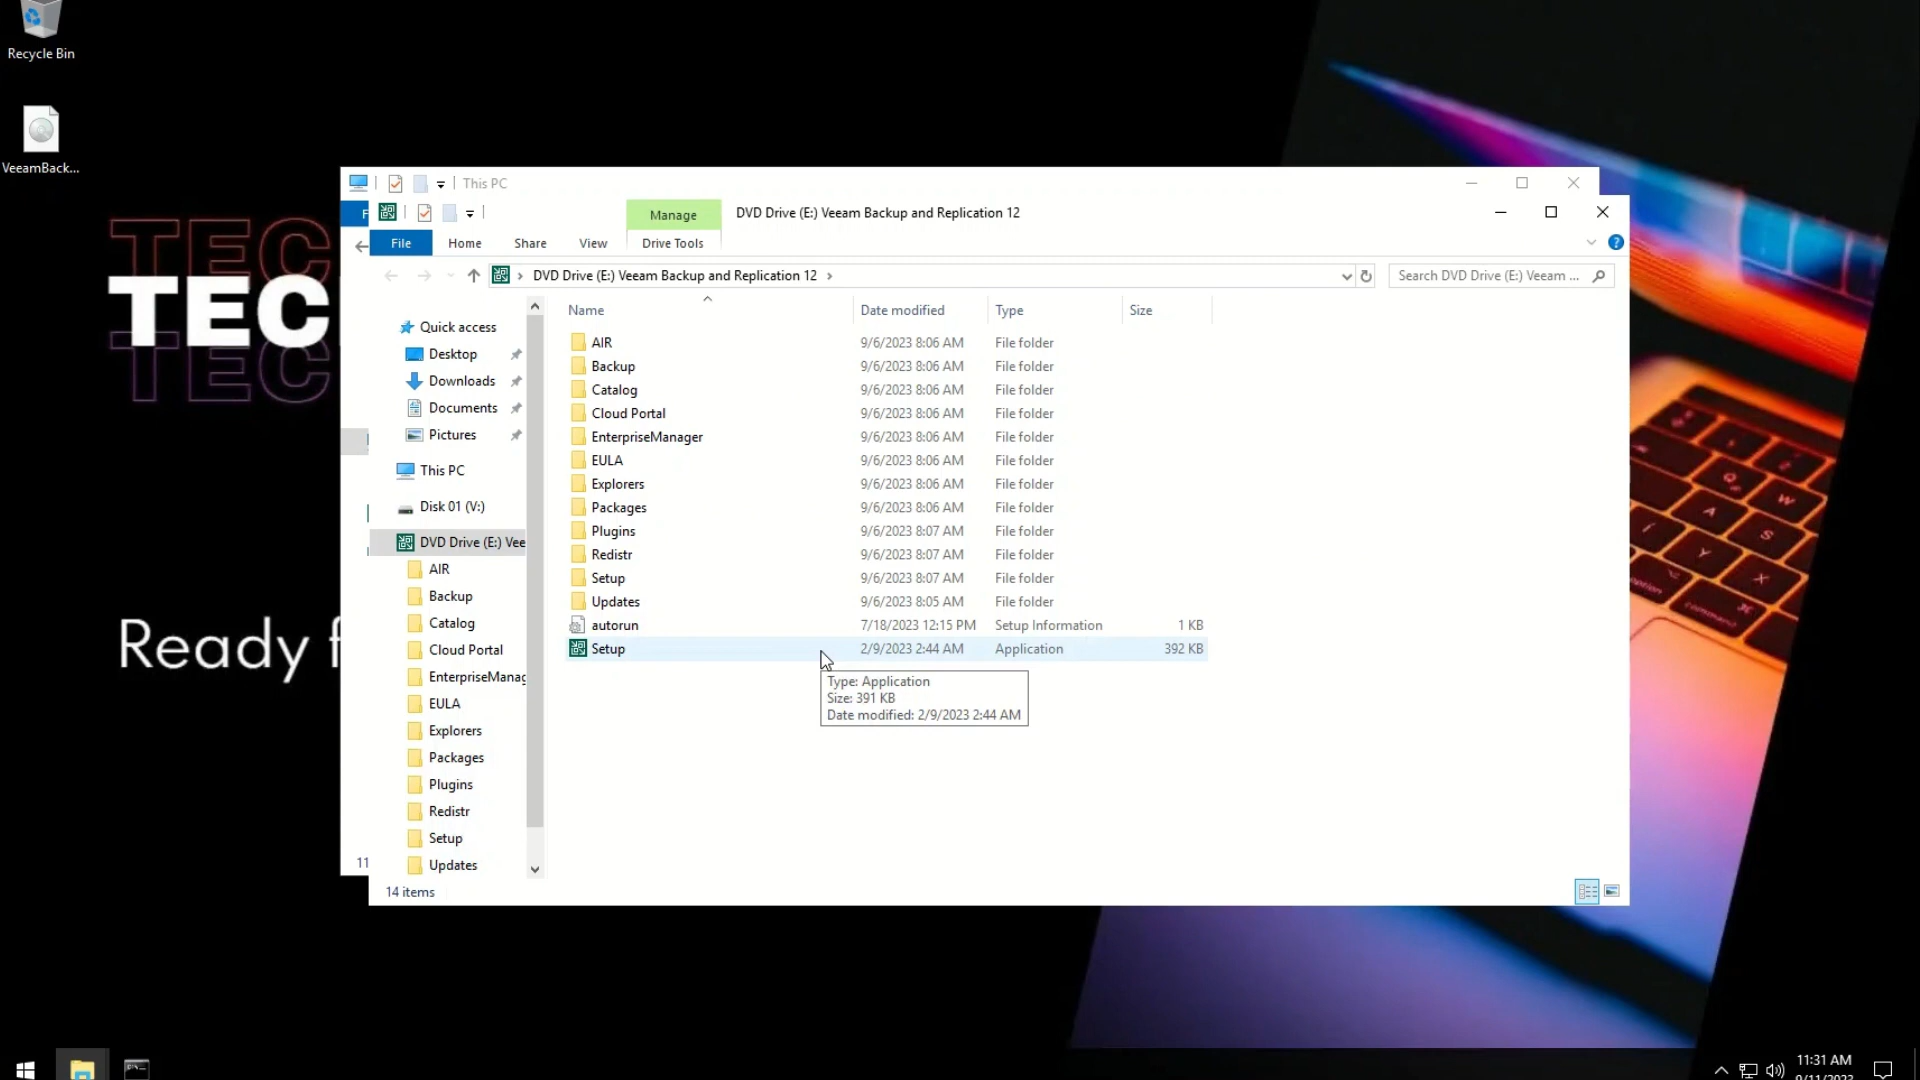 Recycle Bin
VeeamBack...
TEC
TEC
TEC
Ready f
This PC
F
Manage
DVD Drive (E:) Veeam Backup and Replication 12
File
Home
Share
View
Drive Tools
DVD Drive (E:) Veeam Backup and Replication 12
Search DVD Drive (E:) Veeam ...
Quick access
Desktop
Downloads
Documents
Pictures
This PC
Disk 01 (V:)
DVD Drive (E:) Vee
AIR
Backup
Catalog
Cloud Portal
EnterpriseManag
EULA
Explorers
Packages
Plugins
Redistr
Setup
Updates
Name Date modified Type Size
AIR 9/6/2023 8:06 AM File folder
Backup 9/6/2023 8:06 AM File folder
Catalog 9/6/2023 8:06 AM File folder
Cloud Portal 9/6/2023 8:06 AM File folder
EnterpriseManager 9/6/2023 8:06 AM File folder
EULA 9/6/2023 8:06 AM File folder
Explorers 9/6/2023 8:06 AM File folder
Packages 9/6/2023 8:06 AM File folder
Plugins 9/6/2023 8:07 AM File folder
Redistr 9/6/2023 8:07 AM File folder
Setup 9/6/2023 8:07 AM File folder
Updates 9/6/2023 8:05 AM File folder
autorun 7/18/2023 12:15 PM Setup Information 1 KB
Setup 2/9/2023 2:44 AM Application 392 KB
Type: Application
Size: 391 KB
Date modified: 2/9/2023 2:44 AM
11
14 items
11:31 AM
9/11/2023